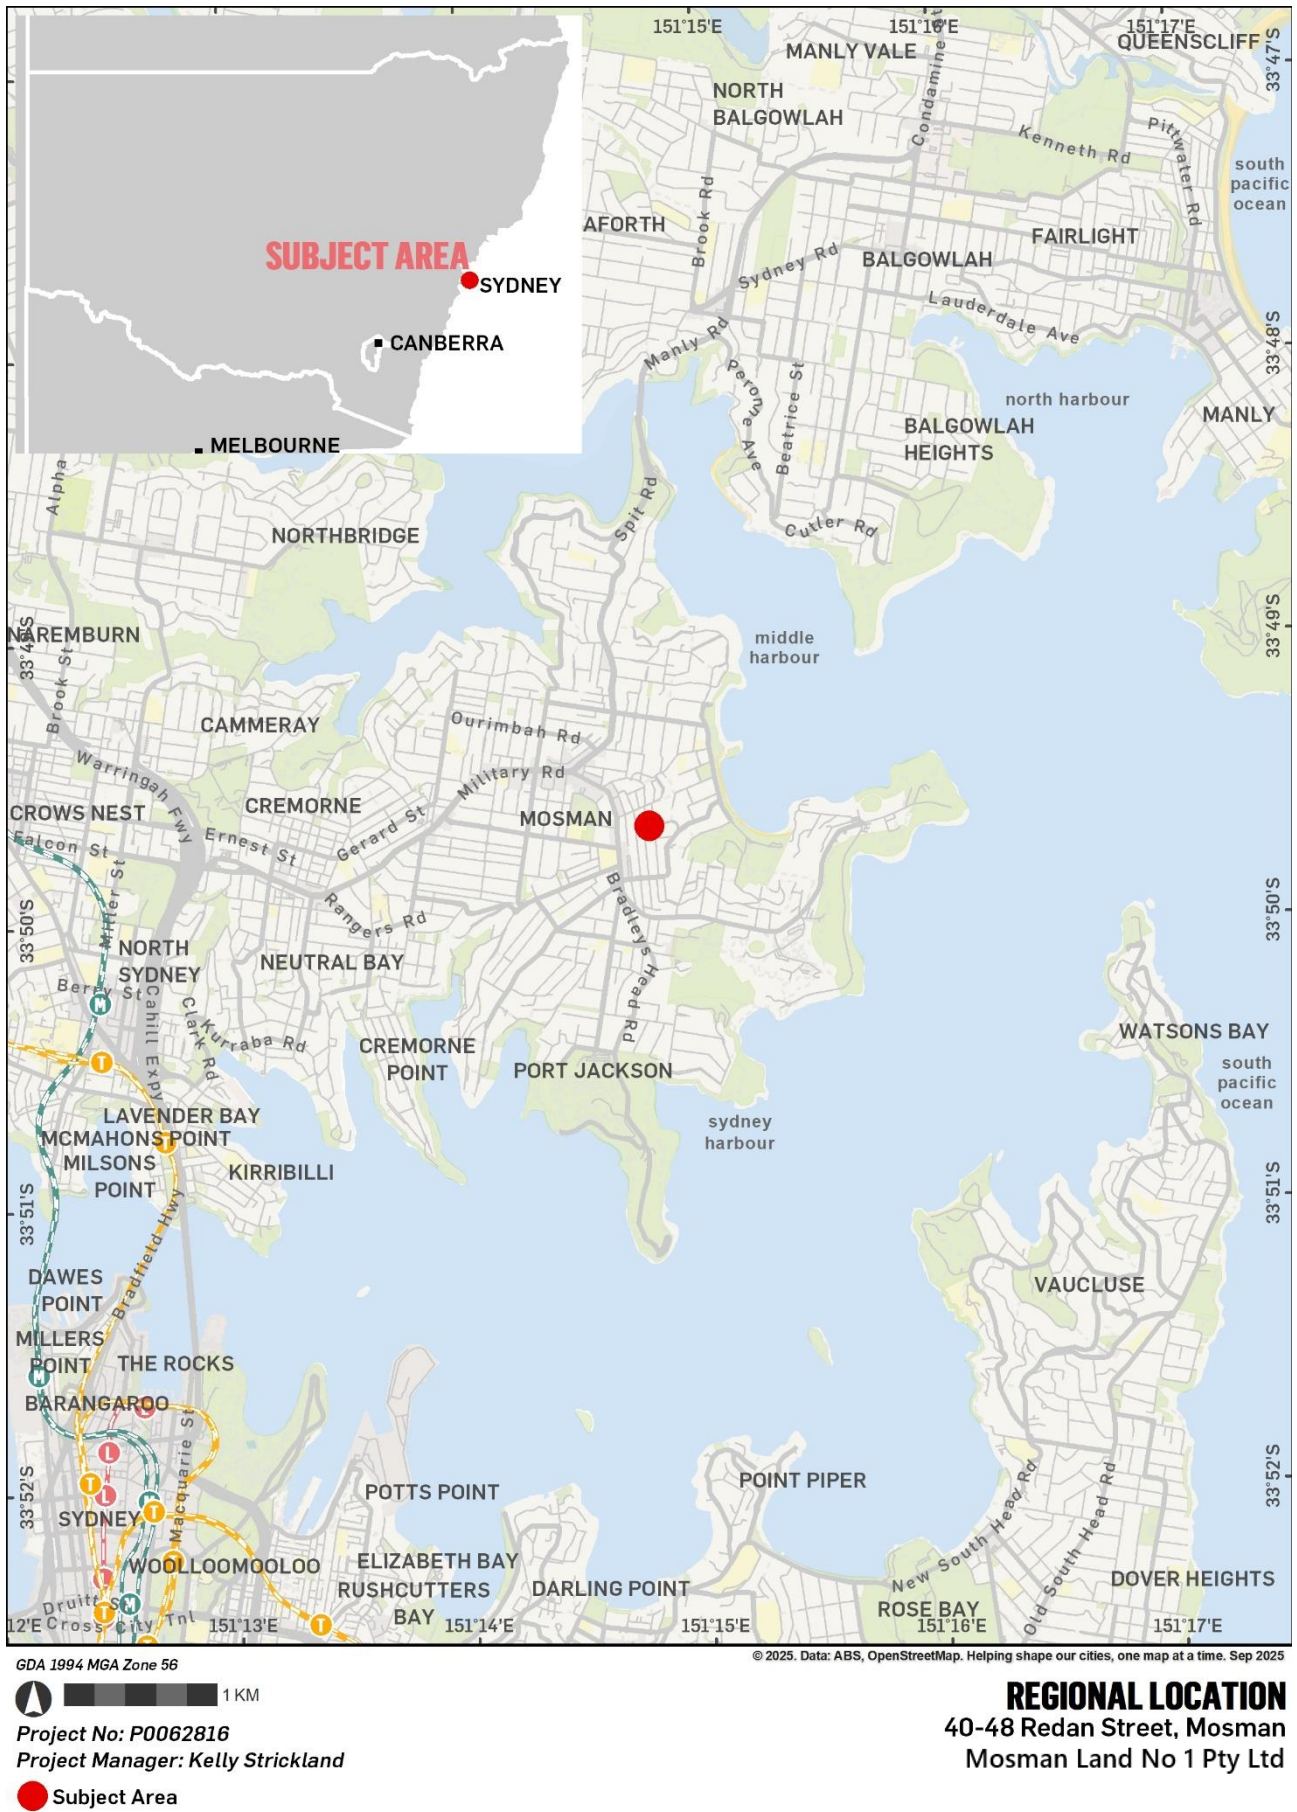 151°15'E
151°16'E
151°17'E
MANLY VALE
QUEENSCLIFF
33°47'S
NORTH
BALGOWLAH
Condamine St
Kenneth Rd
Pittwater Rd
south
pacific
ocean
AFORTH
Brook Rd
Sydney Rd
FAIRLIGHT
BALGOWLAH
SUBJECT AREA
SYDNEY
CANBERRA
MELBOURNE
Lauderdale Ave
Manly Rd
33°48'S
Peronne Ave
Beatrice St
north harbour
MANLY
BALGOWLAH
HEIGHTS
Alpha
Spit Rd
Cutler Rd
NORTHBRIDGE
NAREMBURN
33°49'S
33°49'S
middle
harbour
Brook St
CAMMERAY
Ourimbah Rd
Warringah Fwy
Military Rd
CREMORNE
CROWS NEST
MOSMAN
Gerard St
Falcon St
Ernest St
Miller St
Bradleys Head Rd
Rangers Rd
33°50'S
33°50'S
NORTH
SYDNEY
NEUTRAL BAY
Berry St
M
Cahill Expy
Clark Rd
Kurraba Rd
CREMORNE
POINT
PORT JACKSON
WATSONS BAY
T
south
pacific
ocean
LAVENDER BAY
sydney
harbour
MCMAHONS POINT
T
MILSONS
POINT
KIRRIBILLI
33°51'S
33°51'S
Bradfield Hwy
DAWES
POINT
VAUCLUSE
MILLERS
POINT
THE ROCKS
M
BARANGAROO
L
Macquarie St
L
T
L
M
T
33°52'S
33°52'S
POINT PIPER
POTTS POINT
New South Head Rd
Old South Head Rd
SYDNEY
WOOLLOOMOOLOO
ELIZABETH BAY
RUSHCUTTERS
BAY
DARLING POINT
DOVER HEIGHTS
ROSE BAY
L
Druitt St
M
T
T
Cross City Tnl
12'E
151°13'E
151°14'E
151°15'E
151°16'E
151°17'E
GDA 1994 MGA Zone 56
© 2025. Data: ABS, OpenStreetMap. Helping shape our cities, one map at a time. Sep 2025
1 KM
REGIONAL LOCATION
40-48 Redan Street, Mosman
Mosman Land No 1 Pty Ltd
Project No: P0062816
Project Manager: Kelly Strickland
Subject Area